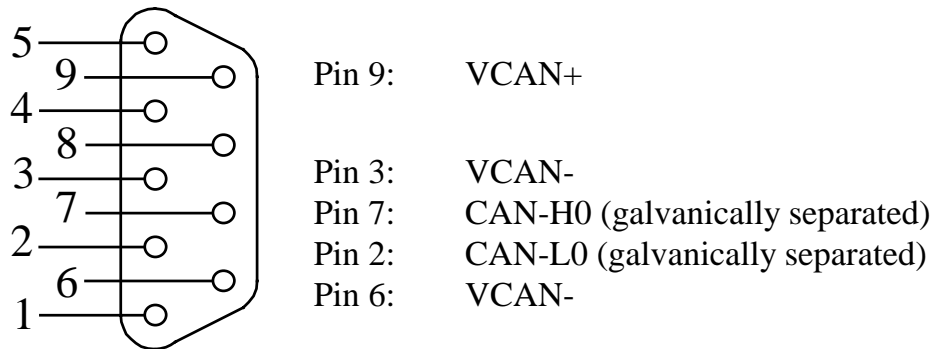 5
9 Pin 9: VCAN+
4
8
3 Pin 3: VCAN-
7 Pin 7: CAN-H0 (galvanically separated)
2 Pin 2: CAN-L0 (galvanically separated)
6 Pin 6: VCAN-
1